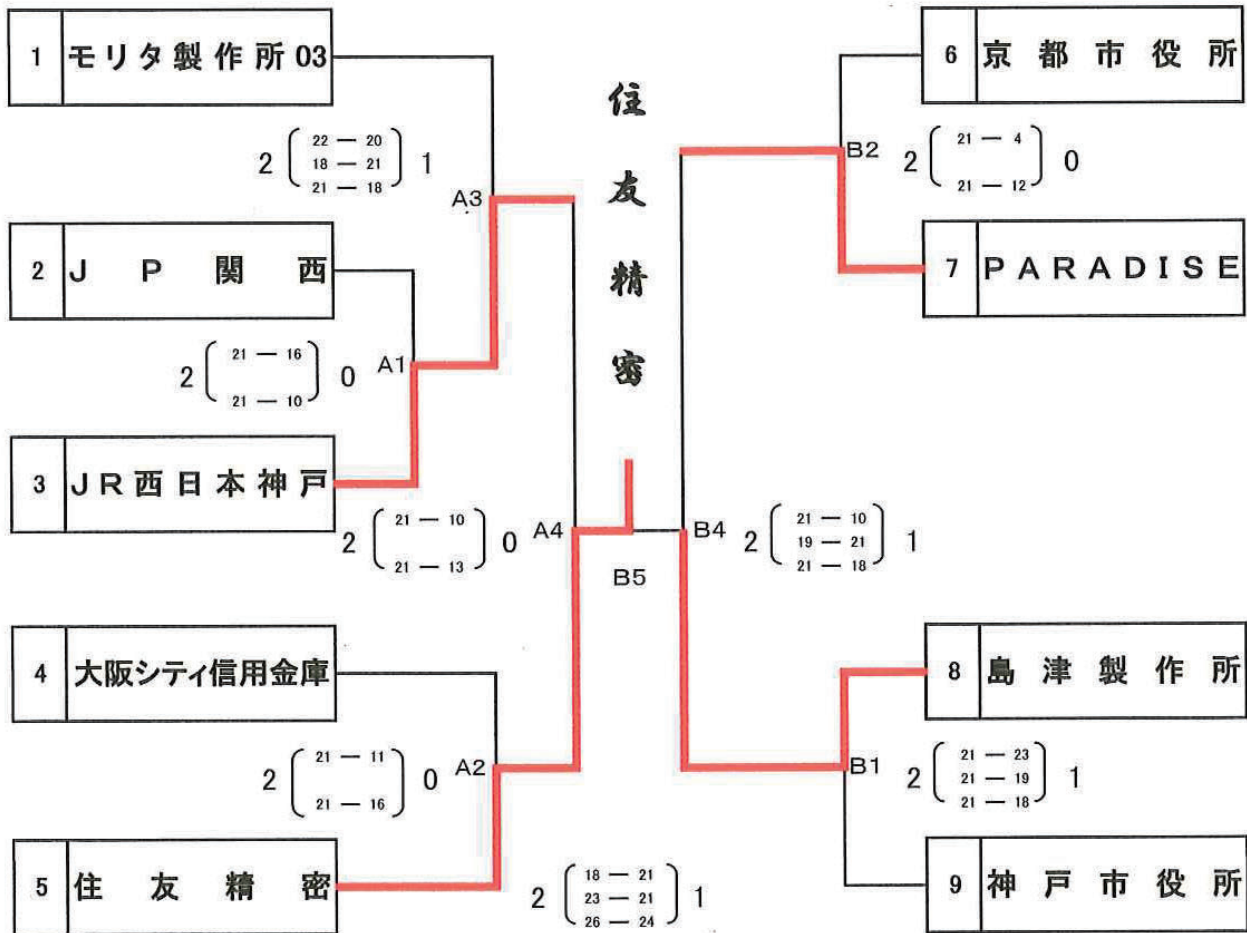 1 モリタ製作所03
2 ( 22 — 20 18 — 21 21 — 18 ) 1
A3
2 JP関西
2 ( 21 — 16 21 — 10 ) 0
A1
3 JR西日本神戸
2 ( 21 — 10 21 — 13 ) 0
A4
4 大阪シティ信用金庫
2 ( 21 — 11 21 — 16 ) 0
A2
5 住友精密
住友精密
B5
2 ( 18 — 21 23 — 21 26 — 24 ) 1
6 京都市役所
B2
2 ( 21 — 4 21 — 12 ) 0
7 PARADISE
B4
2 ( 21 — 10 19 — 21 21 — 18 ) 1
8 島津製作所
B1
2 ( 21 — 23 21 — 19 21 — 18 ) 1
9 神戸市役所